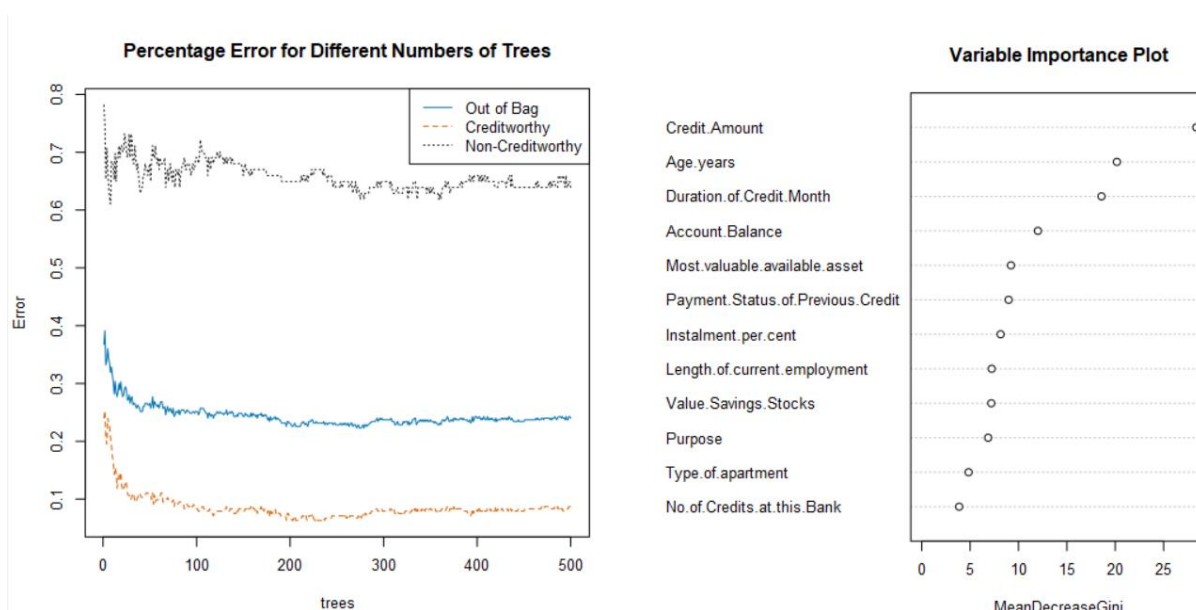 Percentage Error for Different Numbers of Trees
Out of Bag
Creditworthy
Non-Creditworthy
0.8
0.7
0.6
0.5
0.4
0.3
0.2
0.1
Error
0 100 200 300 400 500
trees
Variable Importance Plot
Credit.Amount
Age.years
Duration.of.Credit.Month
Account.Balance
Most.valuable.available.asset
Payment.Status.of.Previous.Credit
Instalment.per.cent
Length.of.current.employment
Value.Savings.Stocks
Purpose
Type.of.apartment
No.of.Credits.at.this.Bank
0 5 10 15 20 25
MeanDecreaseGini